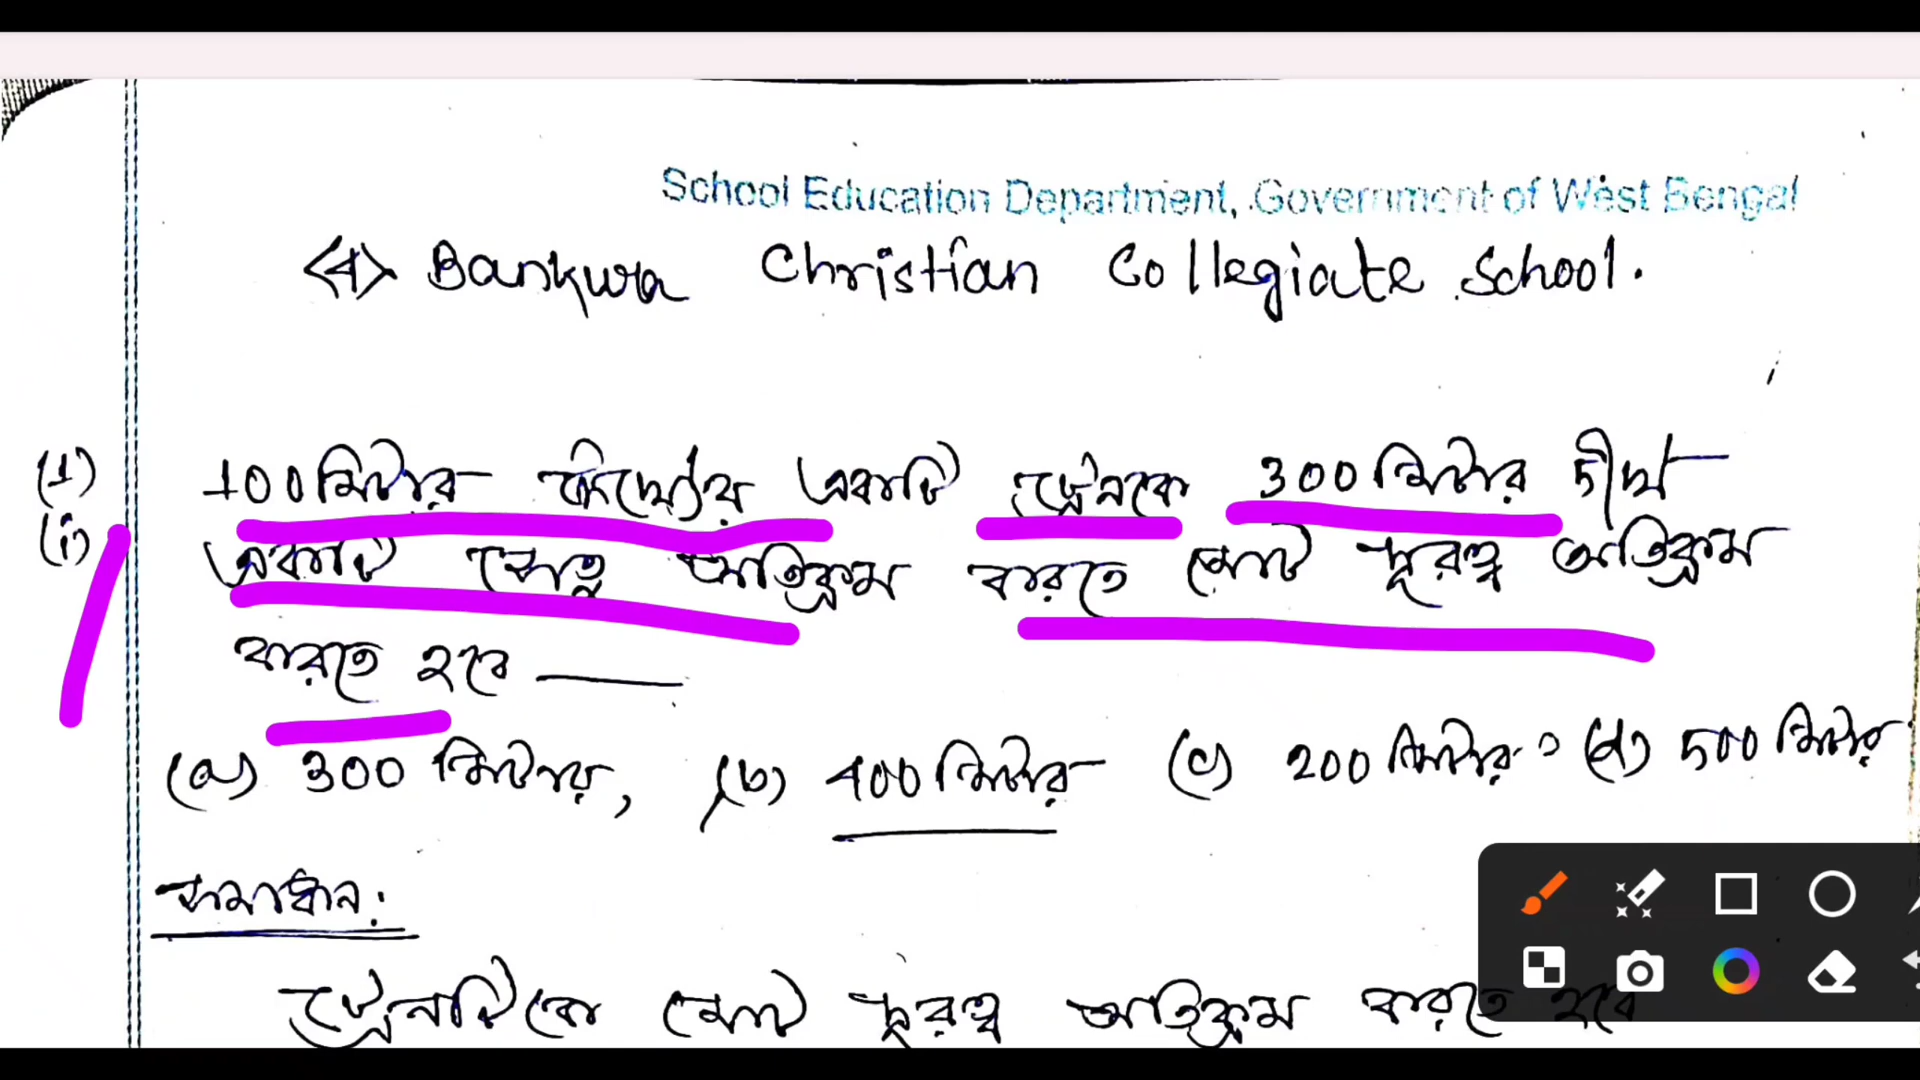 School Education Department, Government of West Bengal
<4> Bankura Christian Collegiate School.
(1) 100 মিটার দৈর্ঘ্যের একটি ট্রেনকে 300 মিটার দীর্ঘ
(i) একটি সেতু অতিক্রম করতে মোট দূরত্ব অতিক্রম
করতে হবে ———
(a) 300 মিটার, (b) 400 মিটার (c) 200 মিটার, (d) 500 মিটার
সমাধান:
ট্রেনটিকে মোট দূরত্ব অতিক্রম করতে হবে